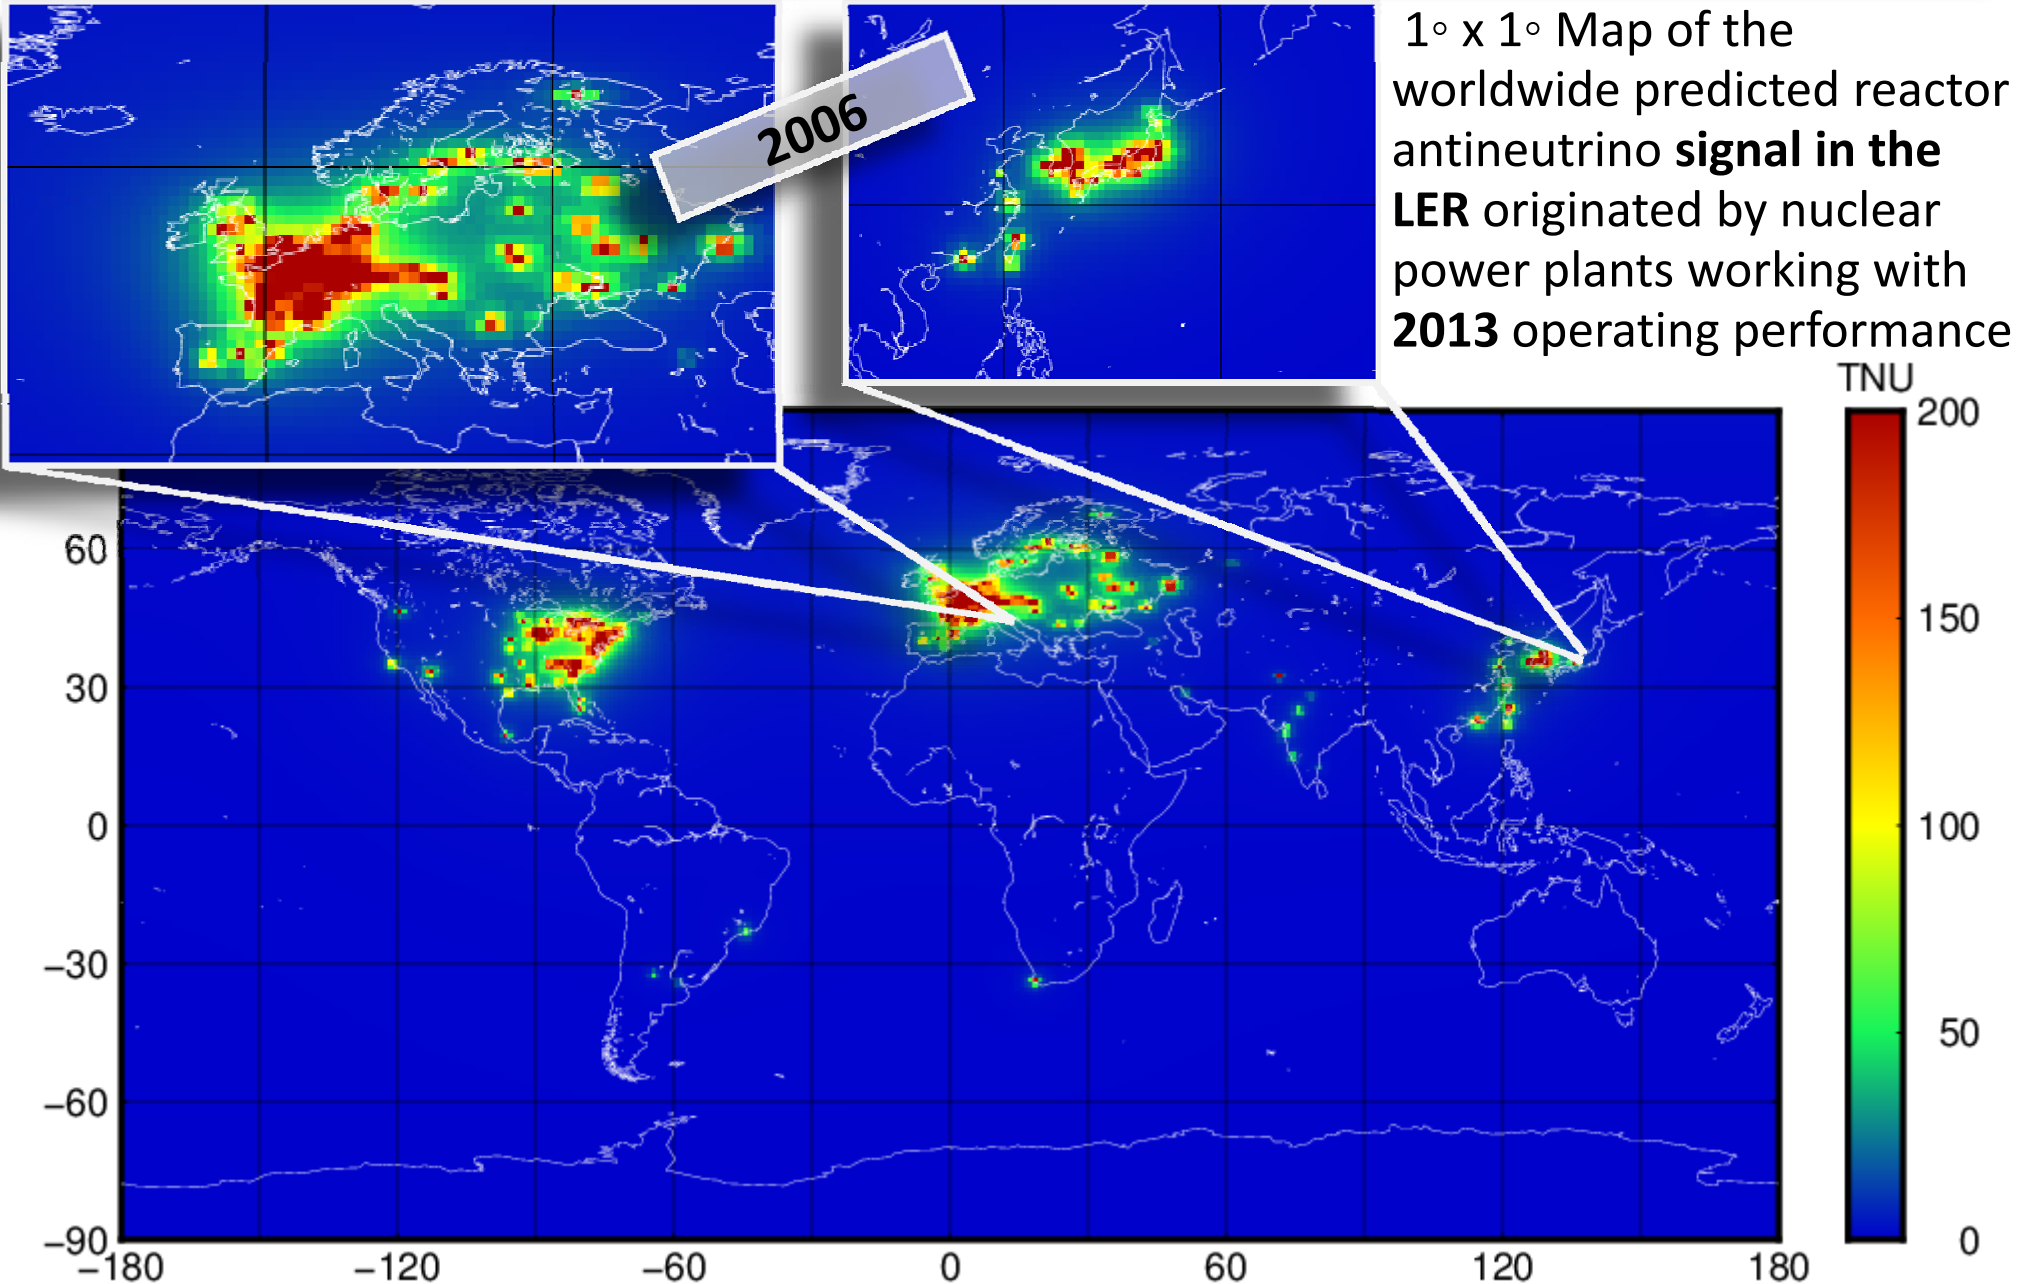 1◦ x 1◦ Map of the
worldwide predicted reactor
antineutrino signal in the
LER originated by nuclear
power plants working with
2013 operating performance
2006
TNU
200
150
100
50
0
60
30
0
−30
−60
−90
−180
−120
−60
0
60
120
180